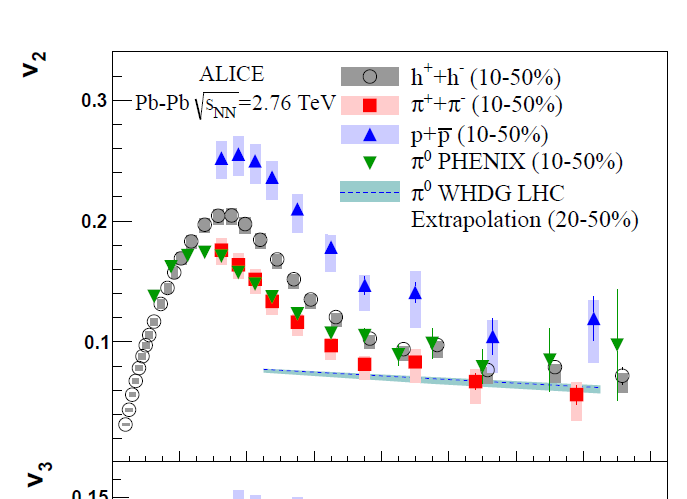 v2
0.3
0.2
0.1
ALICE
Pb-Pb √sNN=2.76 TeV
h++h- (10-50%)
π++π- (10-50%)
p+p̅ (10-50%)
π0 PHENIX (10-50%)
π0 WHDG LHC
Extrapolation (20-50%)
v3
0.15